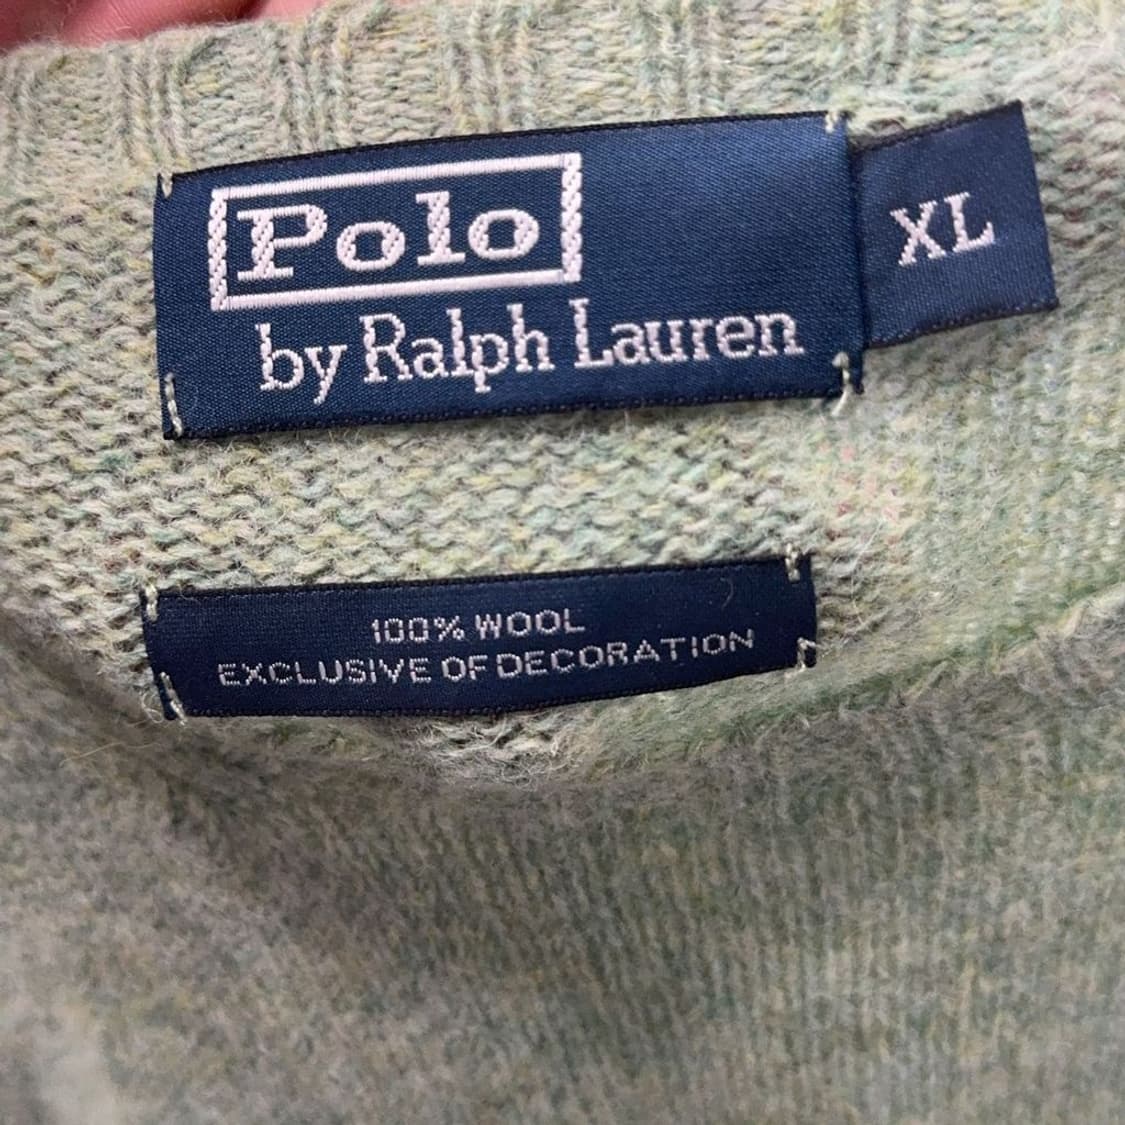 Polo
by Ralph Lauren
XL
100% WOOL
EXCLUSIVE OF DECORATION